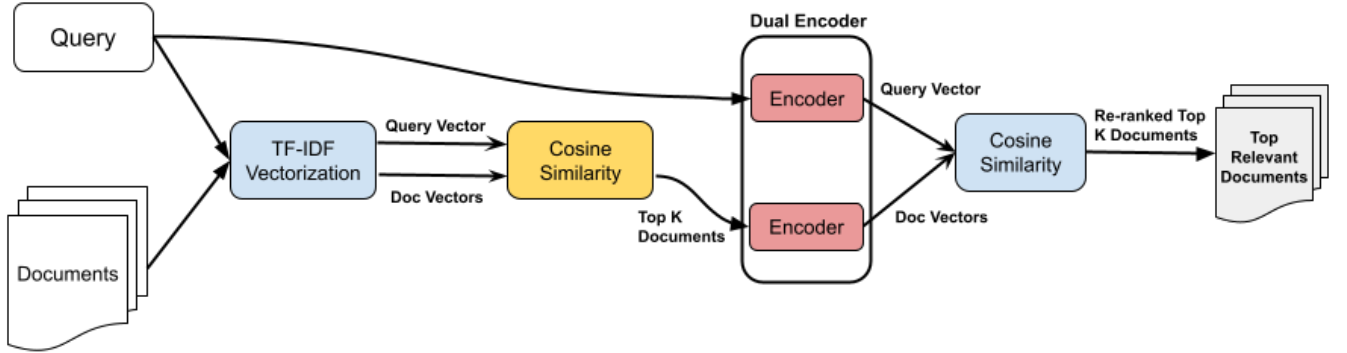 Query
Documents
TF-IDF
Vectorization
Query Vector
Doc Vectors
Cosine
Similarity
Top K
Documents
Dual Encoder
Encoder
Encoder
Query Vector
Doc Vectors
Cosine
Similarity
Re-ranked Top
K Documents
Top
Relevant
Documents